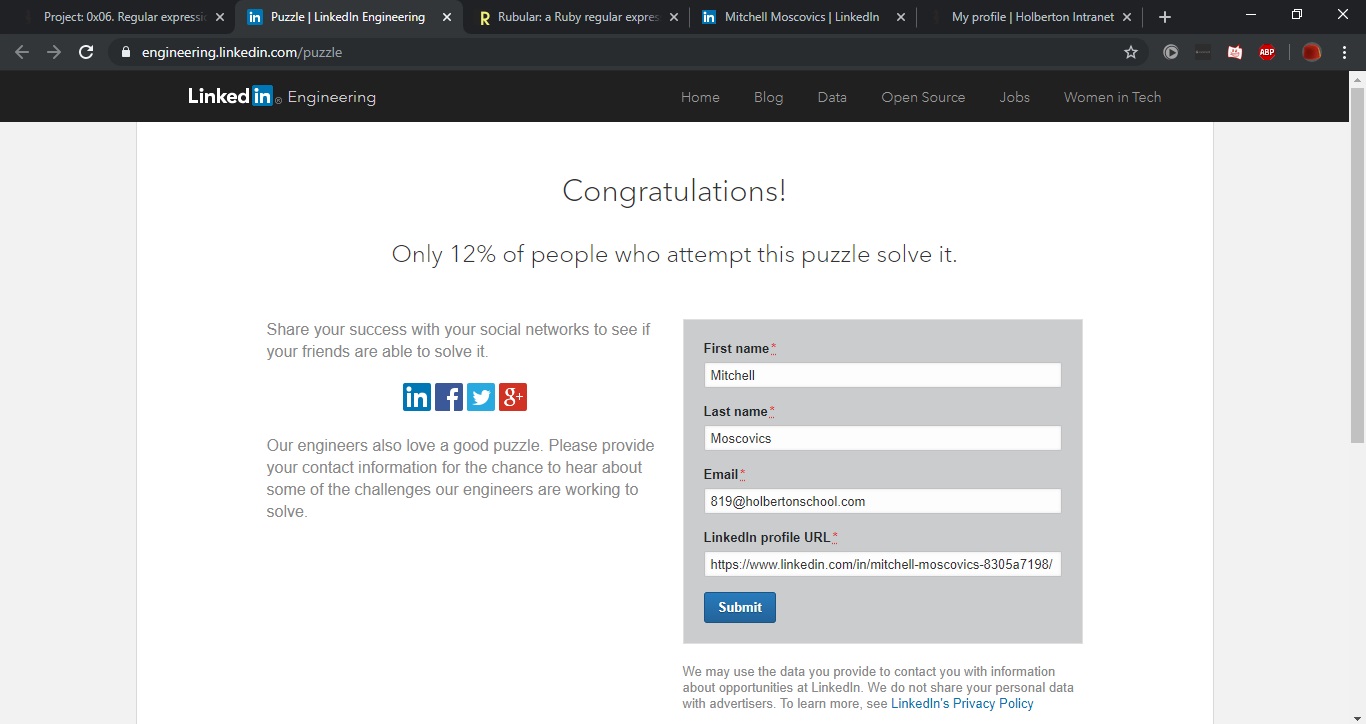 Project: 0x06. Regular expressio
Puzzle | LinkedIn Engineering
Rubular: a Ruby regular expres
Mitchell Moscovics | LinkedIn
My profile | Holberton Intranet
engineering.linkedin.com/puzzle
ABP
Linked in ® Engineering
Home
Blog
Data
Open Source
Jobs
Women in Tech
Congratulations!
Only 12% of people who attempt this puzzle solve it.
Share your success with your social networks to see if
your friends are able to solve it.
in f g+
Our engineers also love a good puzzle. Please provide
your contact information for the chance to hear about
some of the challenges our engineers are working to
solve.
First name*
Mitchell
Last name*
Moscovics
Email*
819@holbertonschool.com
LinkedIn profile URL*
https://www.linkedin.com/in/mitchell-moscovics-8305a7198/
Submit
We may use the data you provide to contact you with information
about opportunities at LinkedIn. We do not share your personal data
with advertisers. To learn more, see LinkedIn's Privacy Policy